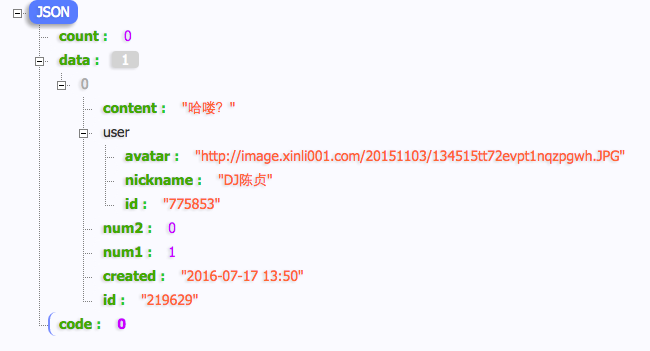 JSON
count : 0
data : 1
0
content : "哈喽？"
user
avatar : "http://image.xinli001.com/20151103/134515tt72evpt1nqzpgwh.JPG"
nickname : "DJ陈贞"
id : "775853"
num2 : 0
num1 : 1
created : "2016-07-17 13:50"
id : "219629"
code : 0